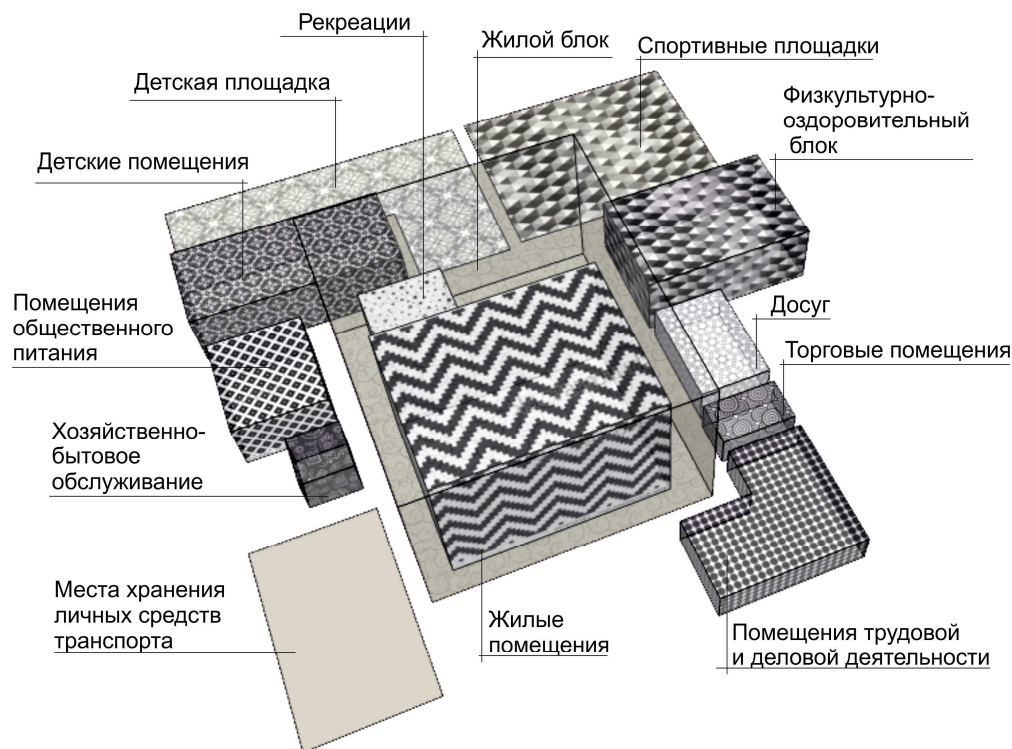 Рекреации
Жилой блок
Спортивные площадки
Детская площадка
Физкультурно-
оздоровительный
блок
Детские помещения
Помещения
общественного
питания
Досуг
Торговые помещения
Хозяйственно-
бытовое
обслуживание
Места хранения
личных средств
транспорта
Жилые
помещения
Помещения трудовой
и деловой деятельности